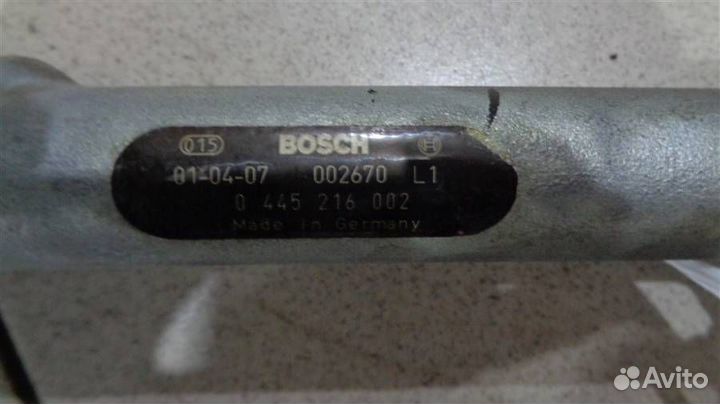 015 BOSCH
01-04-07 002670 L1
0 445 216 002
Made in Germany
Avito